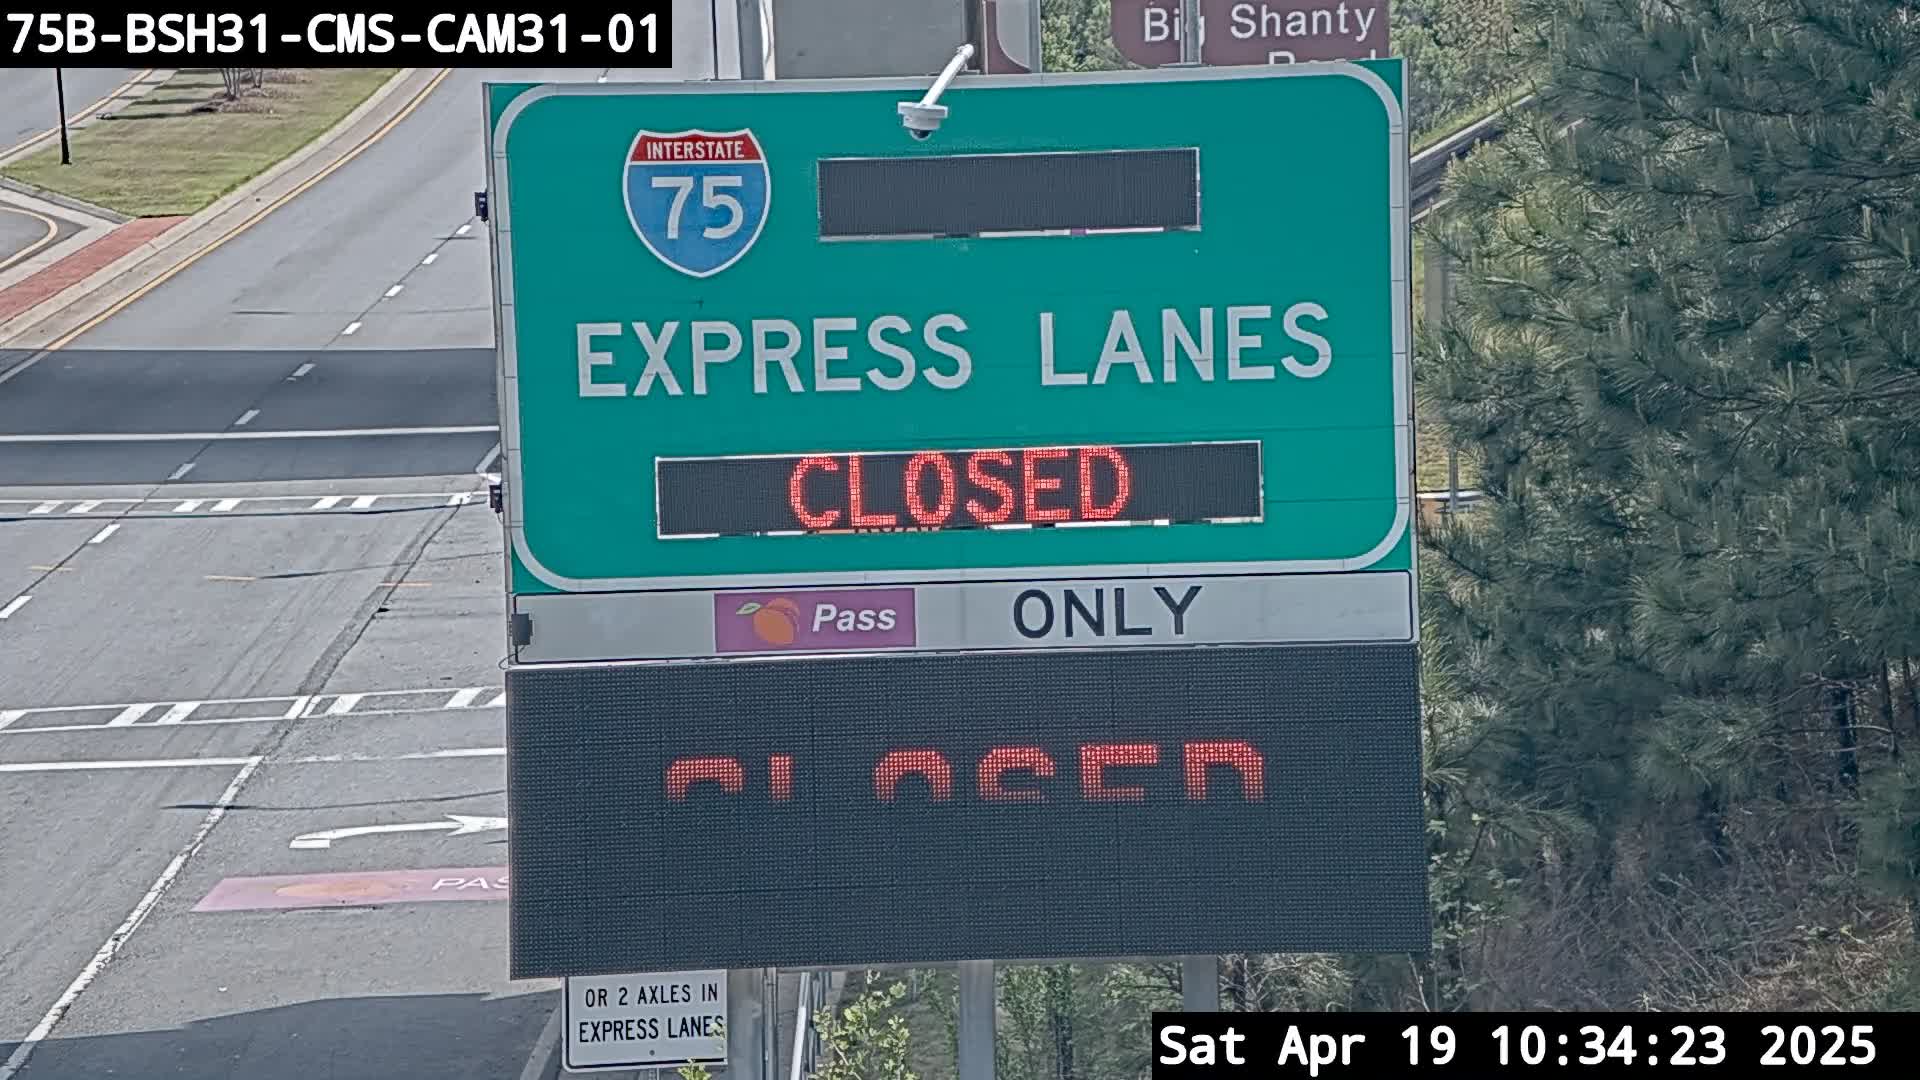 75B-BSH31-CMS-CAM31-01
Big Shanty
INTERSTATE
75
EXPRESS LANES
CLOSED
Pass ONLY
CLOSED
OR 2 AXLES IN
EXPRESS LANES
Sat Apr 19 10:34:23 2025